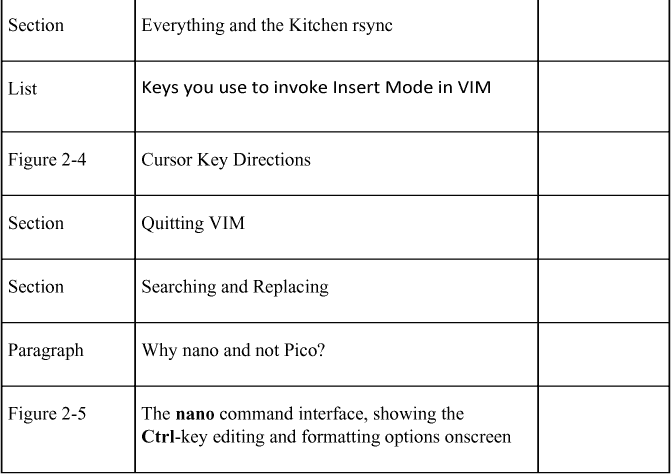 Section Everything and the Kitchen rsync
List Keys you use to invoke Insert Mode in VIM
Figure 2-4 Cursor Key Directions
Section Quitting VIM
Section Searching and Replacing
Paragraph Why nano and not Pico?
Figure 2-5 The nano command interface, showing the
Ctrl-key editing and formatting options onscreen